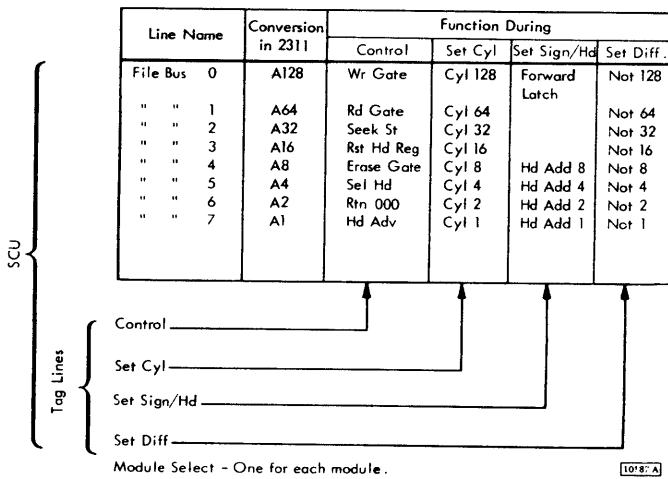 Line Name Conversion in 2311 Function During
Control Set Cyl Set Sign/Hd Set Diff.
File Bus 0 A128 Wr Gate Cyl 128 Forward Latch Not 128
" " 1 A64 Rd Gate Cyl 64 Not 64
" " 2 A32 Seek St Cyl 32 Not 32
" " 3 A16 Rst Hd Reg Cyl 16 Not 16
" " 4 A8 Erase Gate Cyl 8 Hd Add 8 Not 8
" " 5 A4 Sel Hd Cyl 4 Hd Add 4 Not 4
" " 6 A2 Rtn 000 Cyl 2 Hd Add 2 Not 2
" " 7 A1 Hd Adv Cyl 1 Hd Add 1 Not 1
SCU
Tag Lines
Control
Set Cyl
Set Sign/Hd
Set Diff
Module Select - One for each module.